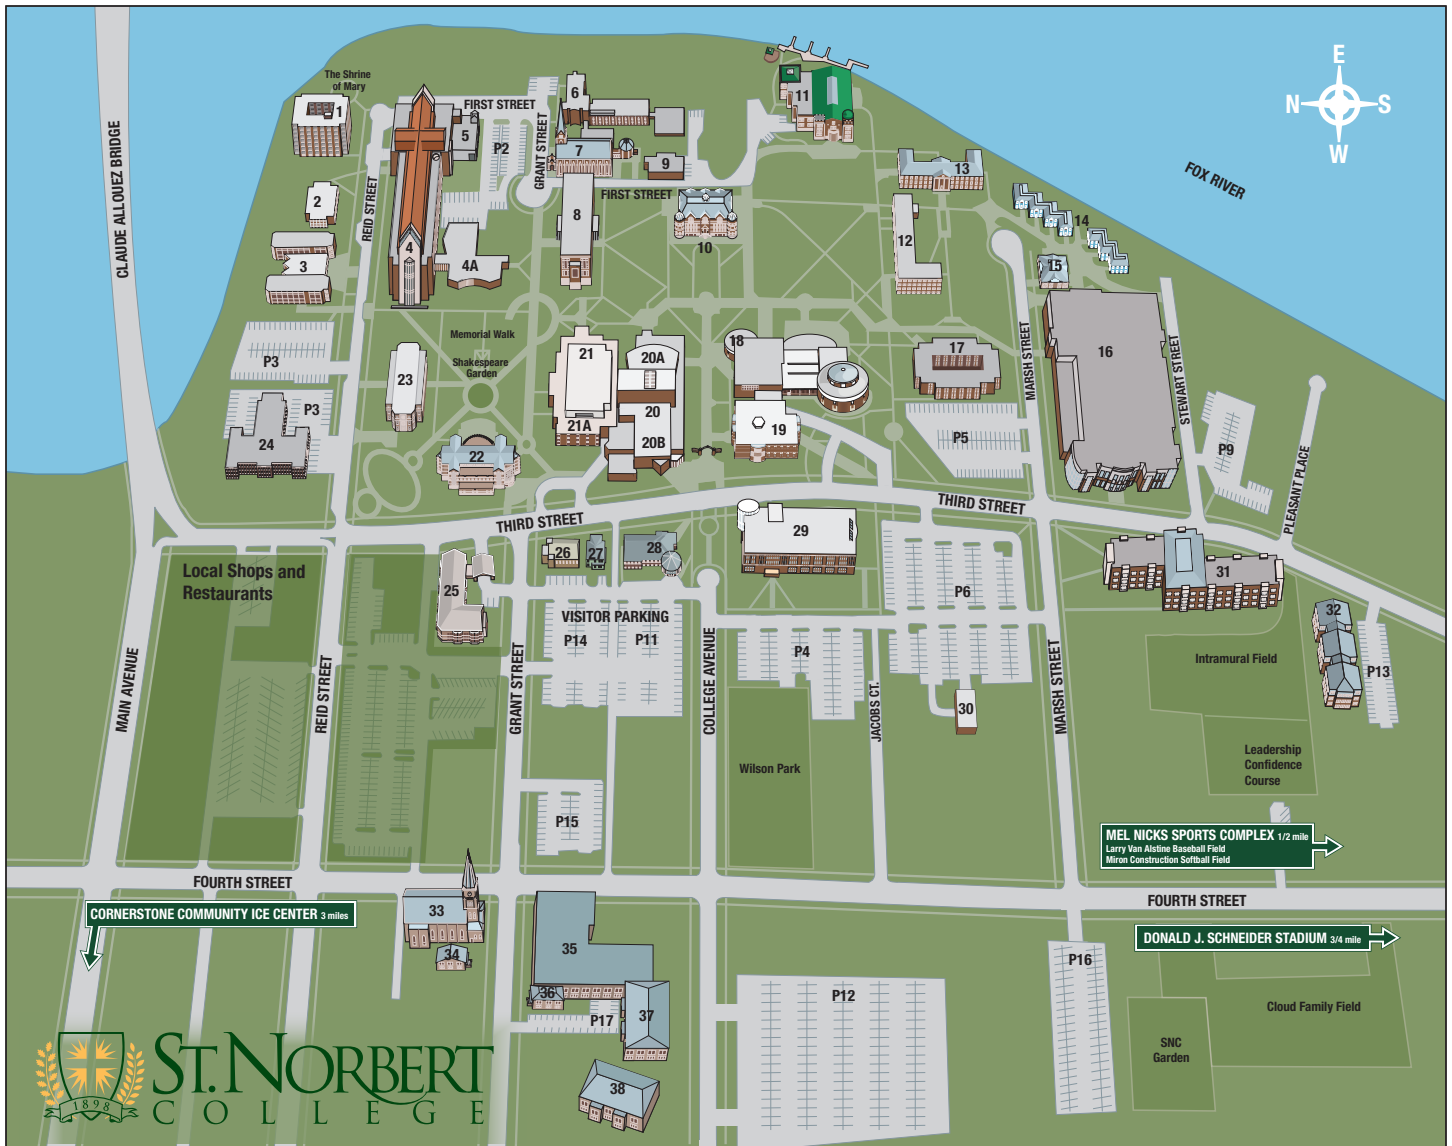 E
N
S
W
FOX RIVER
CLAUDE ALLOUEZ BRIDGE
The Shrine
of Mary
1
2
3
REID STREET
4
4A
5
FIRST STREET
P2
GRANT STREET
6
7
8
9
FIRST STREET
10
11
12
13
14
15
16
MARSH STREET
STEWART STREET
17
P5
P9
PLEASANT PLACE
18
19
20A
20
20B
21
21A
Memorial Walk
Shakespeare
Garden
22
23
P3
P3
24
THIRD STREET
THIRD STREET
Local Shops and
Restaurants
25
26
27
28
29
VISITOR PARKING
P14
P11
P4
P6
30
31
32
P13
Intramural Field
Leadership
Confidence
Course
MAIN AVENUE
REID STREET
GRANT STREET
COLLEGE AVENUE
JACOBS CT.
MARSH STREET
Wilson Park
P15
MEL NICKS SPORTS COMPLEX 1/2 mile
Larry Van Alstine Baseball Field
Miron Construction Softball Field
FOURTH STREET
FOURTH STREET
CORNERSTONE COMMUNITY ICE CENTER 3 miles
DONALD J. SCHNEIDER STADIUM 3/4 mile
33
34
35
36
37
38
P17
P12
P16
Cloud Family Field
SNC
Garden
1898
ST. NORBERT
COLLEGE